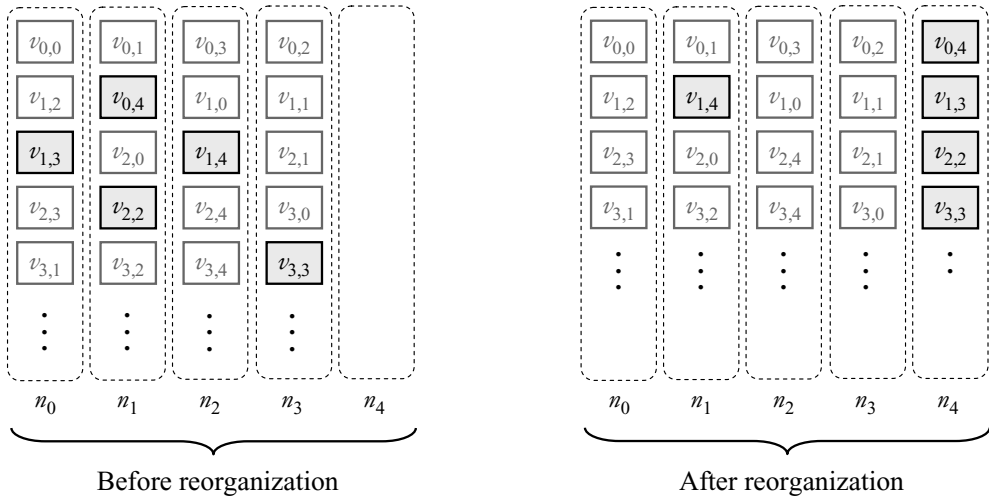 v0,0 v0,1 v0,3 v0,2 v0,0 v0,1 v0,3 v0,2 v0,4
v1,2 v0,4 v1,0 v1,1 v1,2 v1,4 v1,0 v1,1 v1,3
v1,3 v2,0 v1,4 v2,1 v2,3 v2,0 v2,4 v2,1 v2,2
v2,3 v2,2 v2,4 v3,0 v3,1 v3,2 v3,4 v3,0 v3,3
v3,1 v3,2 v3,4 v3,3
n0 n1 n2 n3 n4 n0 n1 n2 n3 n4
Before reorganization After reorganization